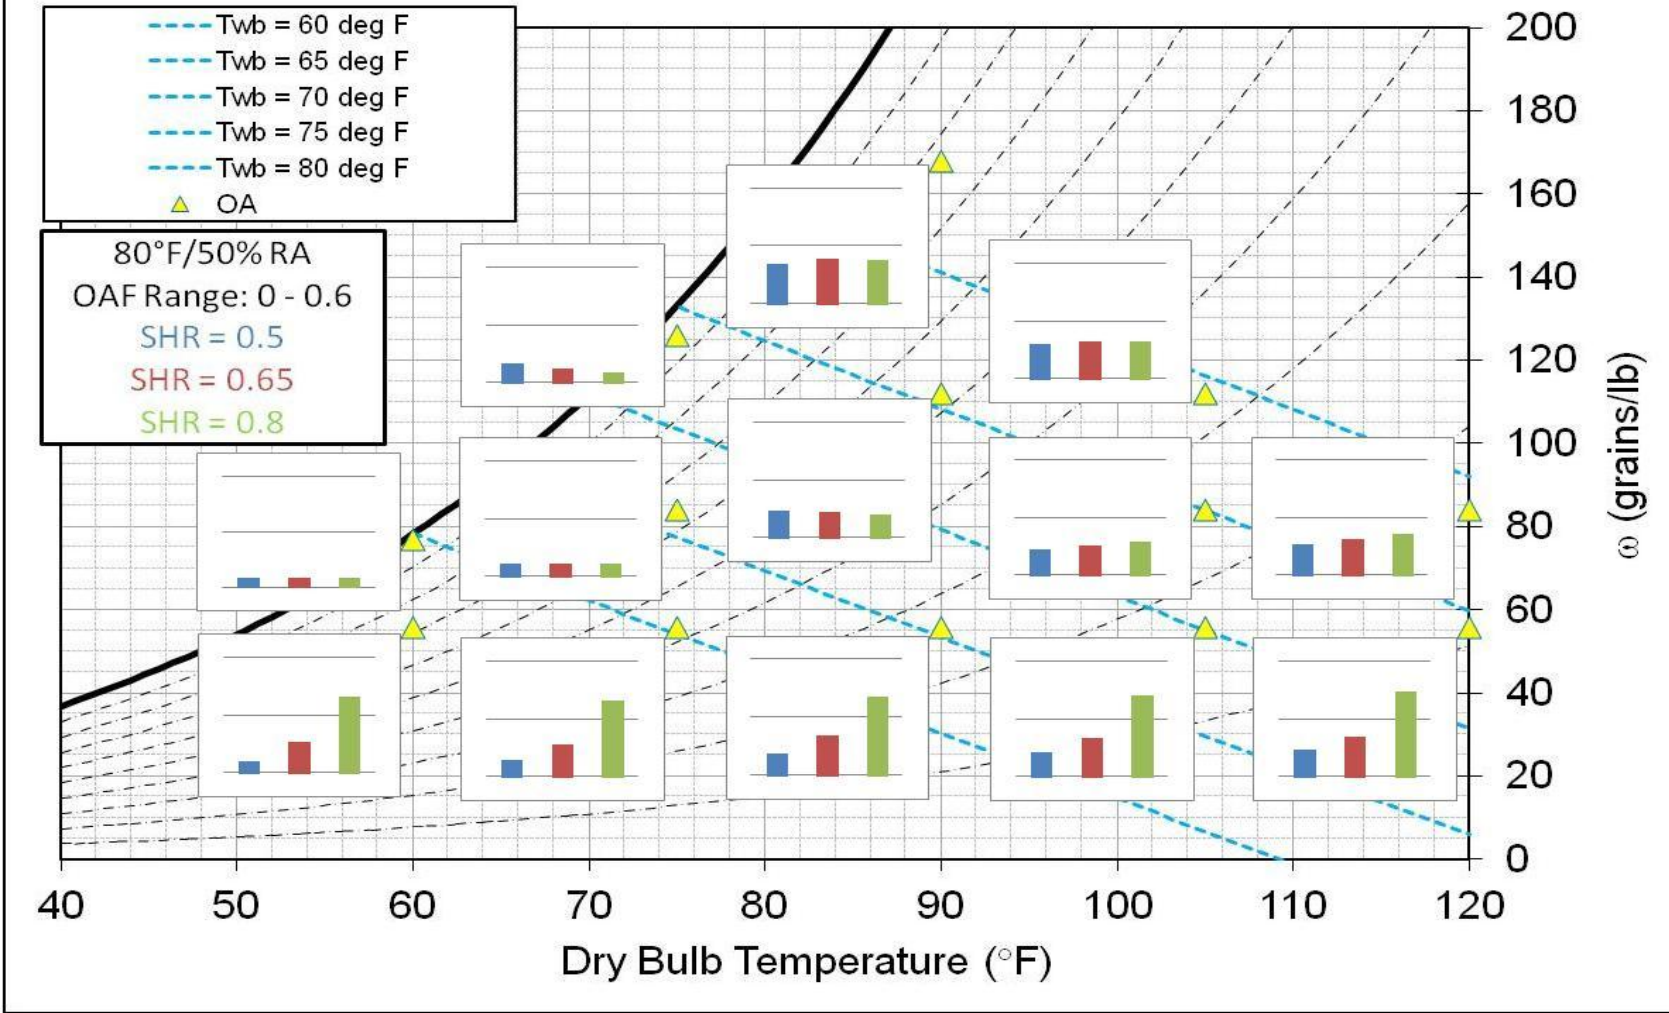 Twb = 60 deg F
Twb = 65 deg F
Twb = 70 deg F
Twb = 75 deg F
Twb = 80 deg F
OA
80°F/50% RA
OAF Range: 0 - 0.6
SHR = 0.5
SHR = 0.65
SHR = 0.8
200
180
160
140
120
100
80
60
40
20
0
ω (grains/lb)
40 50 60 70 80 90 100 110 120
Dry Bulb Temperature (°F)